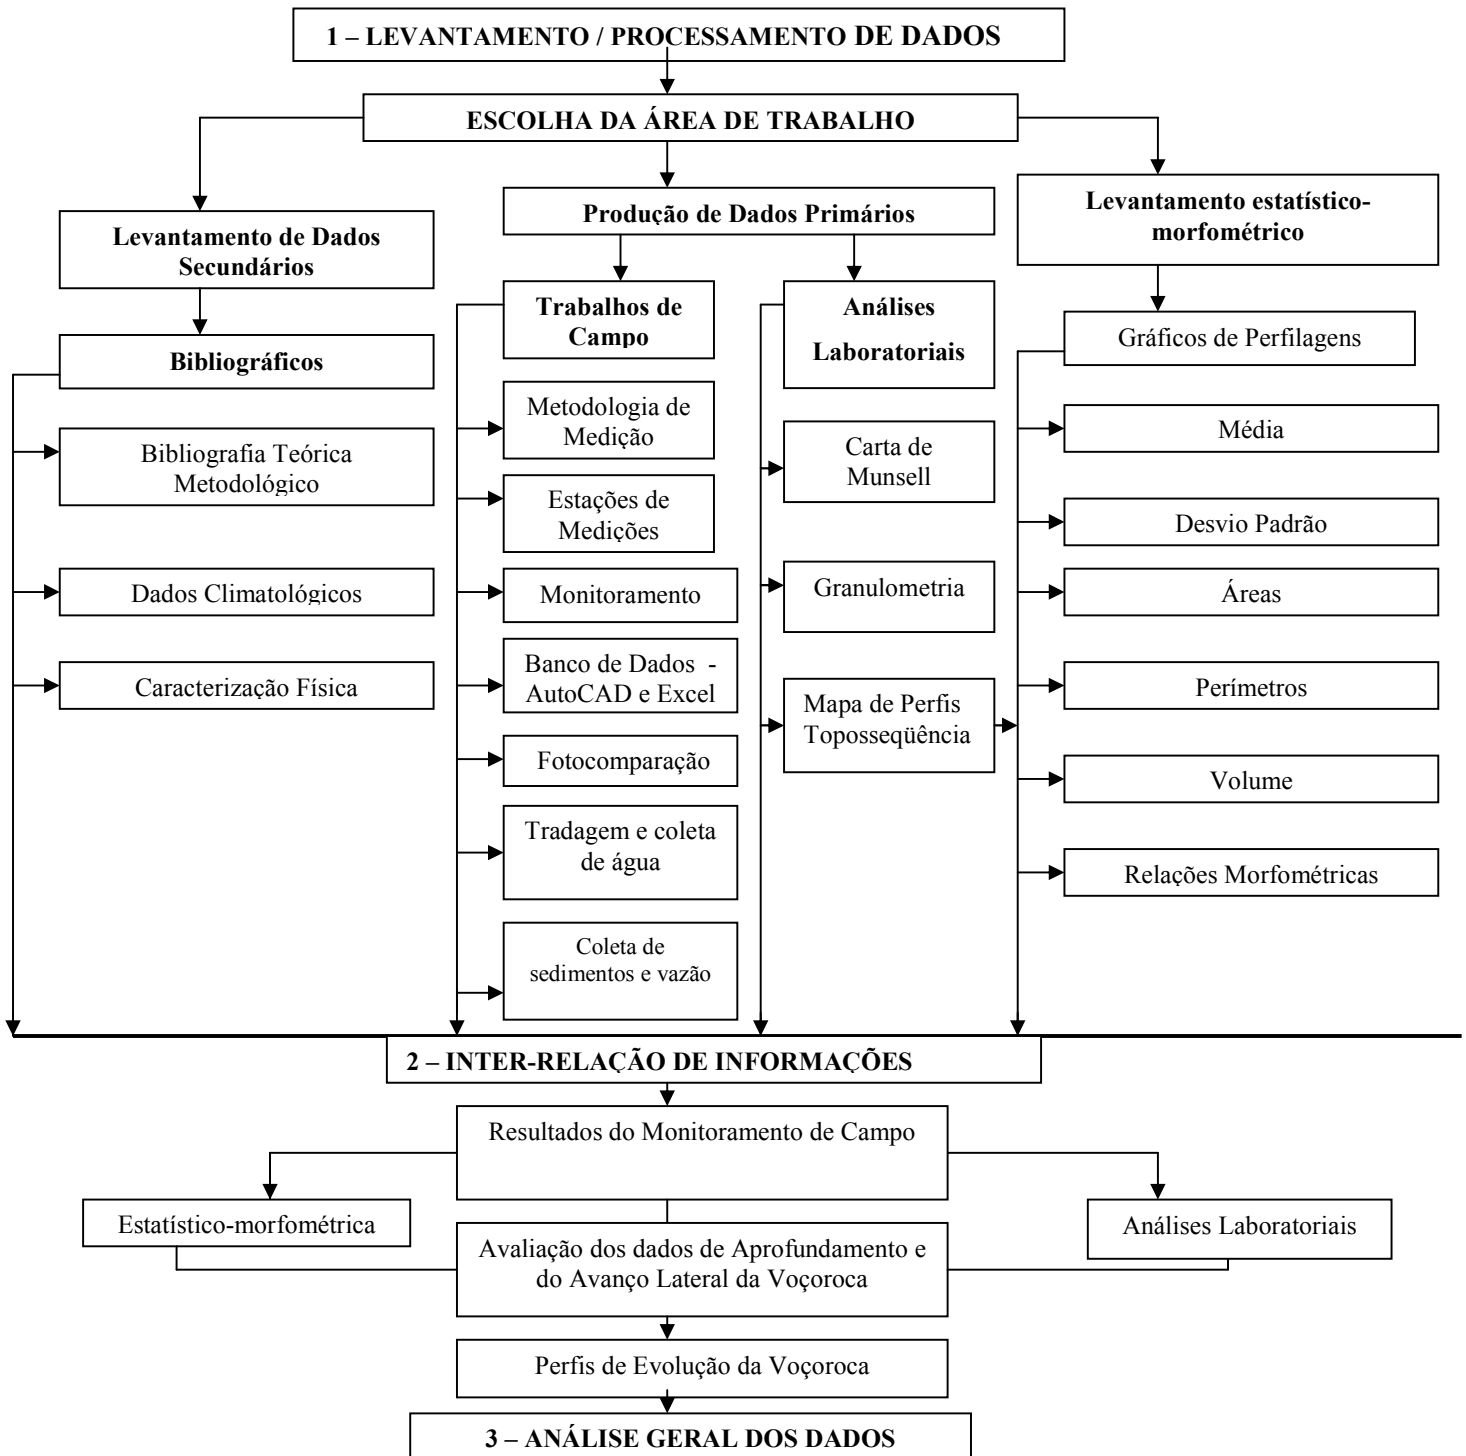 1 – LEVANTAMENTO / PROCESSAMENTO DE DADOS
ESCOLHA DA ÁREA DE TRABALHO
Levantamento de Dados
Secundários
Bibliográficos
Bibliografia Teórica
Metodológico
Dados Climatológicos
Caracterização Física
Produção de Dados Primários
Trabalhos de
Campo
Metodologia de
Medição
Estações de
Medições
Monitoramento
Banco de Dados -
AutoCAD e Excel
Fotocomparação
Tradagem e coleta
de água
Coleta de
sedimentos e vazão
Análises
Laboratoriais
Carta de
Munsell
Granulometria
Mapa de Perfis
Toposseqüência
Levantamento estatístico-
morfométrico
Gráficos de Perfilagens
Média
Desvio Padrão
Áreas
Perímetros
Volume
Relações Morfométricas
2 – INTER-RELAÇÃO DE INFORMAÇÕES
Resultados do Monitoramento de Campo
Estatístico-morfométrica
Análises Laboratoriais
Avaliação dos dados de Aprofundamento e
do Avanço Lateral da Voçoroca
Perfis de Evolução da Voçoroca
3 – ANÁLISE GERAL DOS DADOS